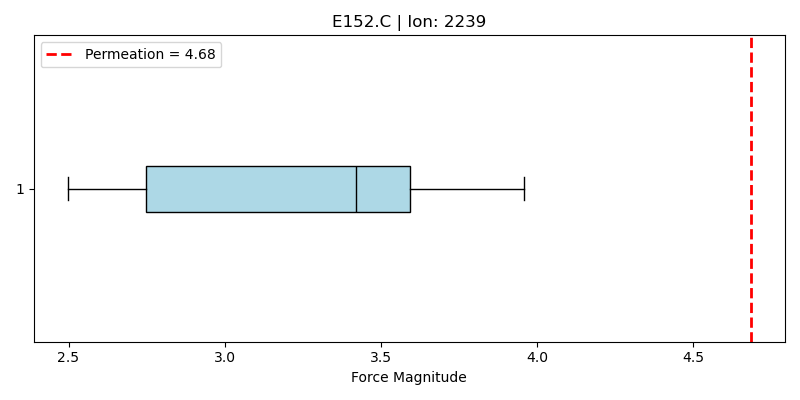 E152.C | Ion: 2239
Permeation = 4.68
1
2.5 3.0 3.5 4.0 4.5
Force Magnitude